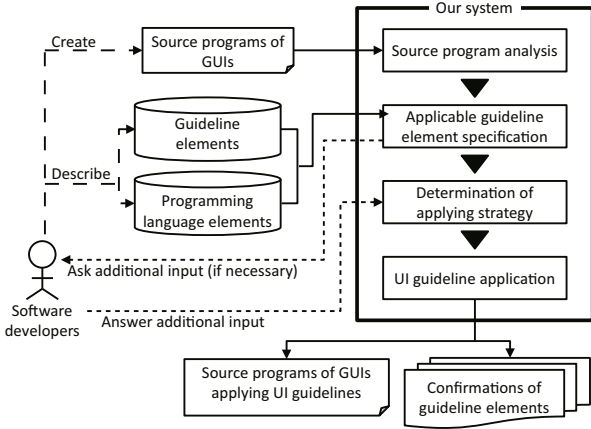 Our system
Create
Source programs of
GUIs
Source program analysis
Guideline
elements
Applicable guideline
element specification
Describe
Programming
language elements
Determination of
applying strategy
Ask additional input (if necessary)
UI guideline application
Software
developers
Answer additional input
Source programs of GUIs
applying UI guidelines
Confirmations of
guideline elements